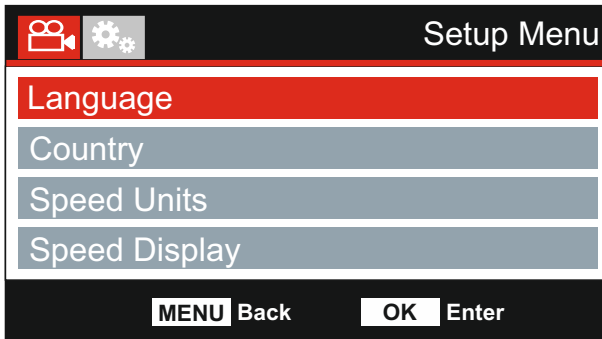 Setup Menu
Language
Country
Speed Units
Speed Display
MENU Back OK Enter